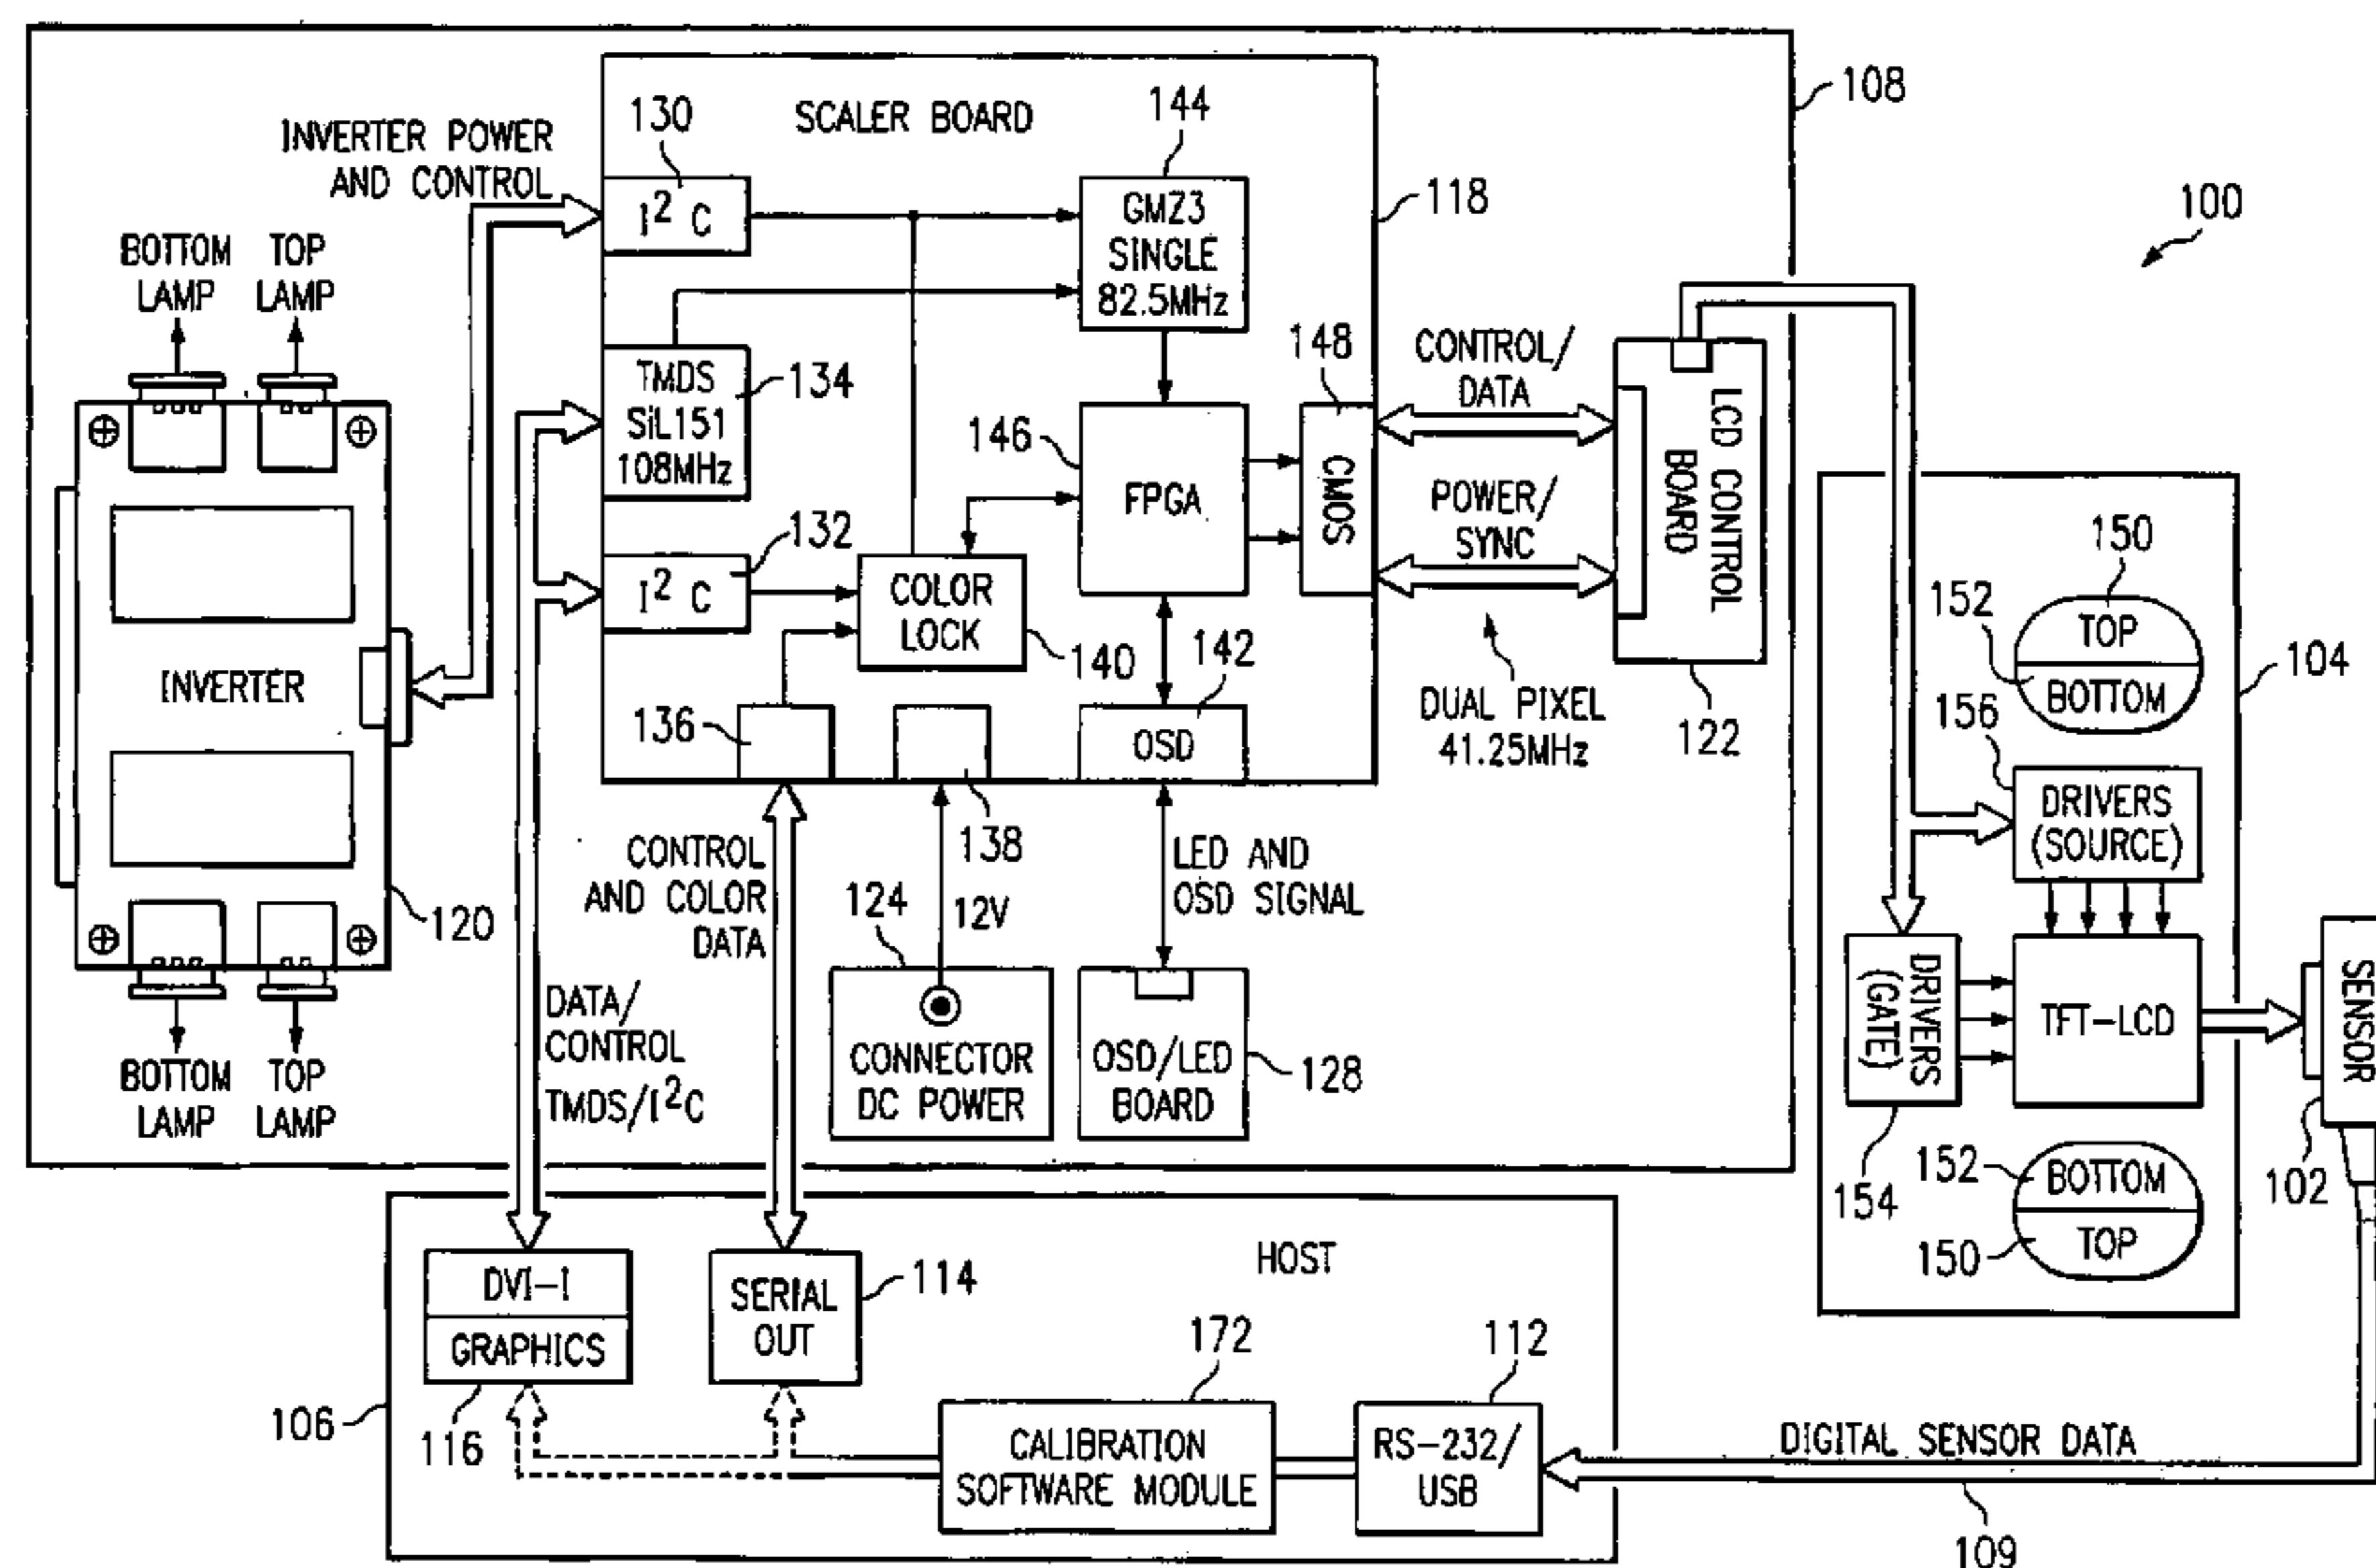 SCALER BOARD
130
144
108
INVERTER POWER
AND CONTROL
I² C
GMZ3
SINGLE
82.5MHz
118
100
BOTTOM
LAMP
TOP
LAMP
TMDS
SiL151
108MHz
134
148
CONTROL/
DATA
146
FPGA
CMOS
LCD CONTROL
BOARD
POWER/
SYNC
132
I² C
COLOR
LOCK
140
142
150
152
TOP
BOTTOM
104
INVERTER
136
OSD
DUAL PIXEL
41.25MHz
122
156
DRIVERS
(SOURCE)
138
CONTROL
AND COLOR
DATA
124
12V
LED AND
OSD SIGNAL
120
DATA/
CONTROL
TMDS/I²C
CONNECTOR
DC POWER
OSD/LED
BOARD
128
DRIVERS
(GATE)
TFT-LCD
SENSOR
BOTTOM
LAMP
TOP
LAMP
154
152
BOTTOM
TOP
150
102
DVI-I
GRAPHICS
SERIAL
OUT
114
HOST
172
112
106
116
CALIBRATION
SOFTWARE MODULE
RS-232/
USB
DIGITAL SENSOR DATA
109